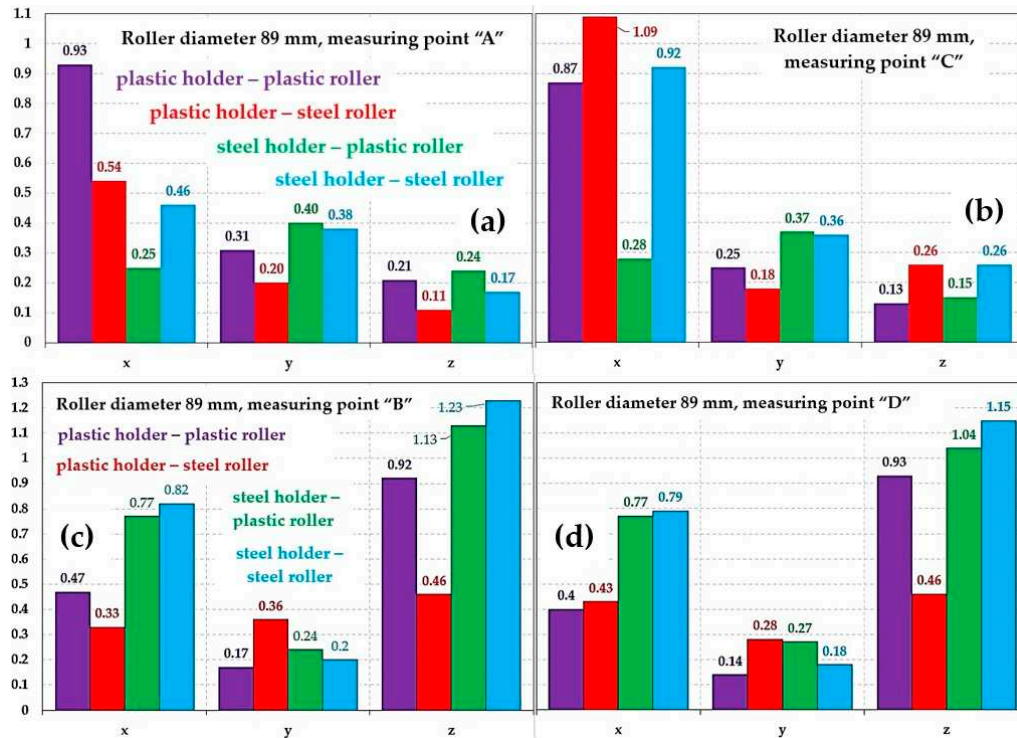 1.1
1
0.9
0.8
0.7
0.6
0.5
0.4
0.3
0.2
0.1
0
Roller diameter 89 mm, measuring point “A”
plastic holder – plastic roller
plastic holder – steel roller
steel holder – plastic roller
steel holder – steel roller
(a)
0.93
0.54
0.25
0.46
0.31
0.20
0.40
0.38
0.21
0.11
0.24
0.17
x
y
z
Roller diameter 89 mm,
measuring point “C”
(b)
0.87
1.09
0.28
0.92
0.25
0.18
0.37
0.36
0.13
0.26
0.15
0.26
x
y
z
1.3
1.2
1.1
1
0.9
0.8
0.7
0.6
0.5
0.4
0.3
0.2
0.1
0
Roller diameter 89 mm, measuring point “B”
plastic holder – plastic roller
plastic holder – steel roller
steel holder –
plastic roller
steel holder –
steel roller
(c)
0.47
0.33
0.77
0.82
0.17
0.36
0.24
0.2
0.92
0.46
1.13
1.23
x
y
z
Roller diameter 89 mm, measuring point “D”
(d)
0.4
0.43
0.77
0.79
0.14
0.28
0.27
0.18
0.93
0.46
1.04
1.15
x
y
z